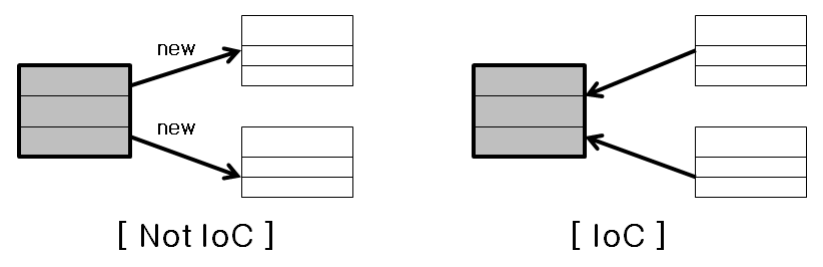 new
new
[ Not IoC ]
[ IoC ]